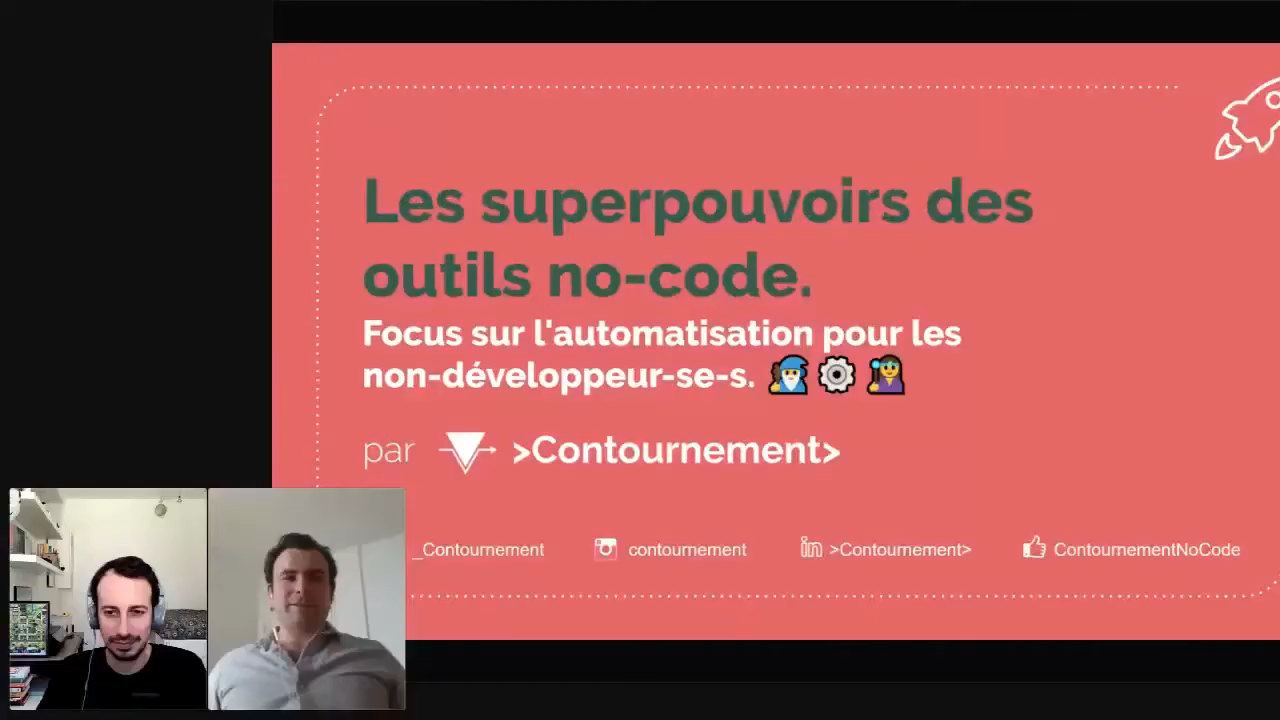 Les superpouvoirs des
outils no-code.
Focus sur l'automatisation pour les
non-développeur-se-s.
par >Contournement>
_Contournement contournement >Contournement> ContournementNoCode